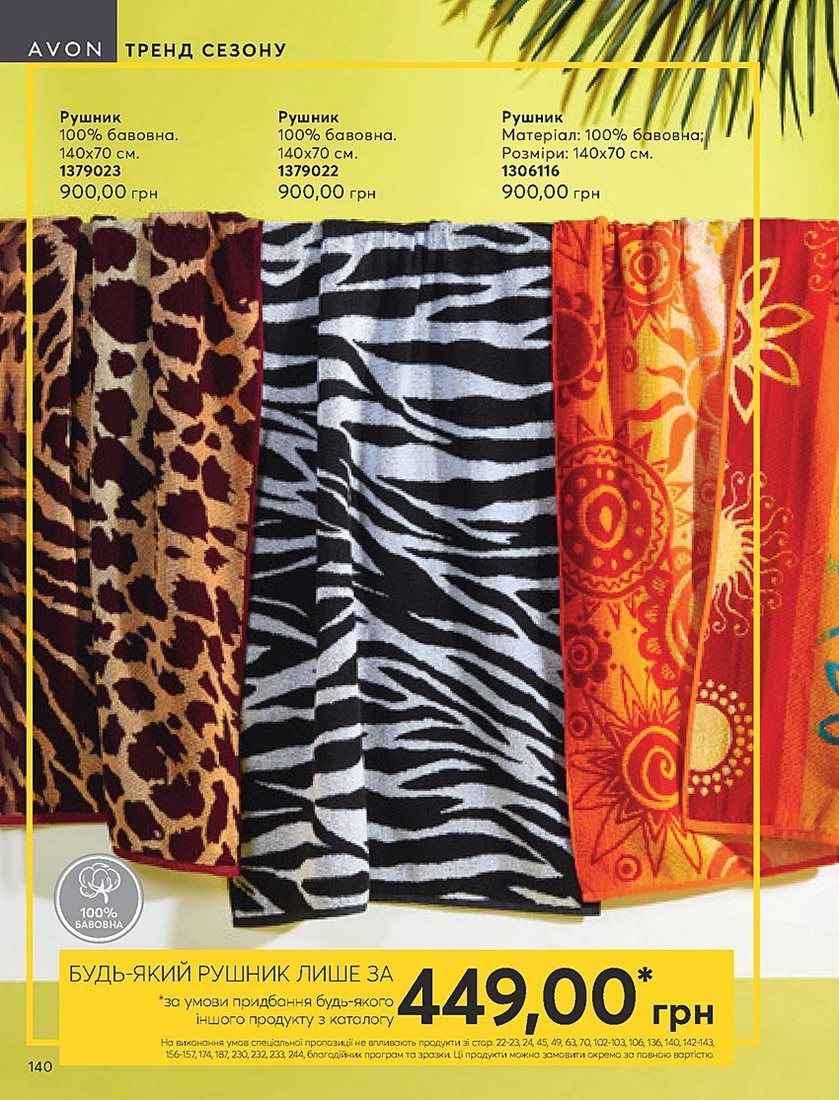 AVON ТРЕНД СЕЗОНУ
Рушник
100% бавовна.
140х70 см.
1379023
900,00 грн
Рушник
100% бавовна.
140х70 см.
1379022
900,00 грн
Рушник
Матеріал: 100% бавовна;
Розміри: 140х70 см.
1306116
900,00 грн
100%
БАВОВНА
БУДЬ-ЯКИЙ РУШНИК ЛИШЕ ЗА
449,00* грн
*за умови придбання будь-якого
іншого продукту з каталогу
На виконання умов спеціальної пропозиції не впливають продукти зі стор. 22-23, 24, 45, 49, 63, 70, 102-103, 106, 136, 140, 142-143,
156-157, 174, 187, 230, 232, 233, 244, благодійних програм та зразки. Ці продукти можна замовити окремо за повною вартістю.
140